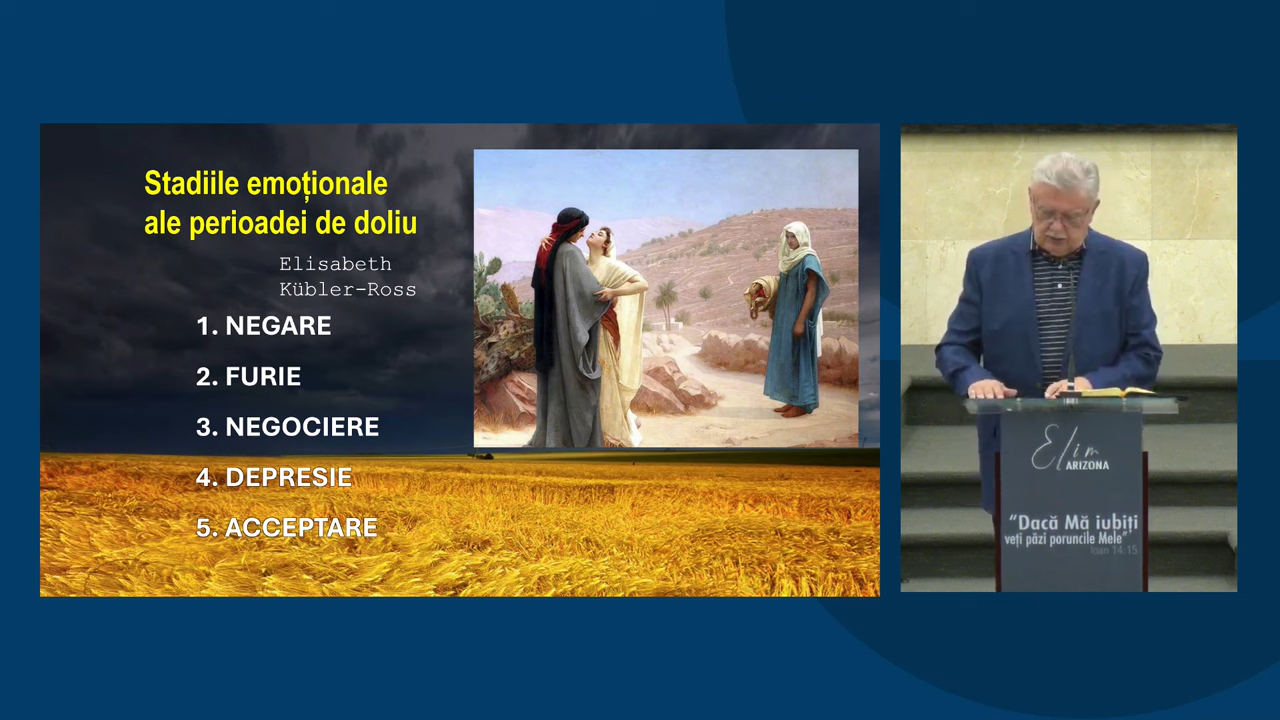 Stadiile emoționale
ale perioadei de doliu
Elisabeth
Kübler-Ross
1. NEGARE
2. FURIE
3. NEGOCIERE
4. DEPRESIE
5. ACCEPTARE
Elim
ARIZONA
“Dacă Mă iubiți
veți păzi poruncile Mele”
Ioan 14:15